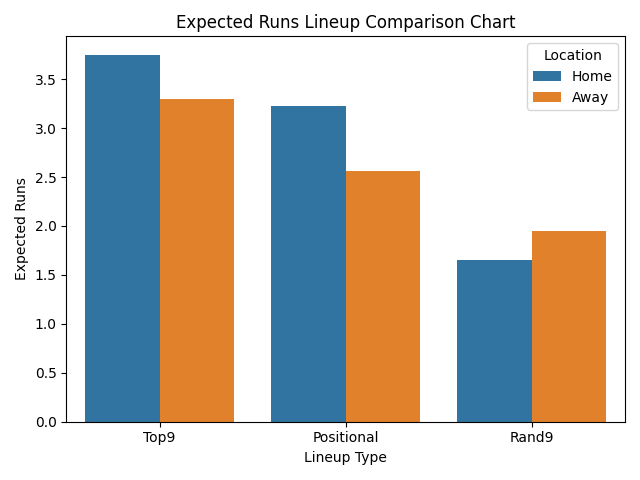 Expected Runs Lineup Comparison Chart
Location
Home
Away
Expected Runs
3.5
3.0
2.5
2.0
1.5
1.0
0.5
0.0
Top9
Positional
Rand9
Lineup Type